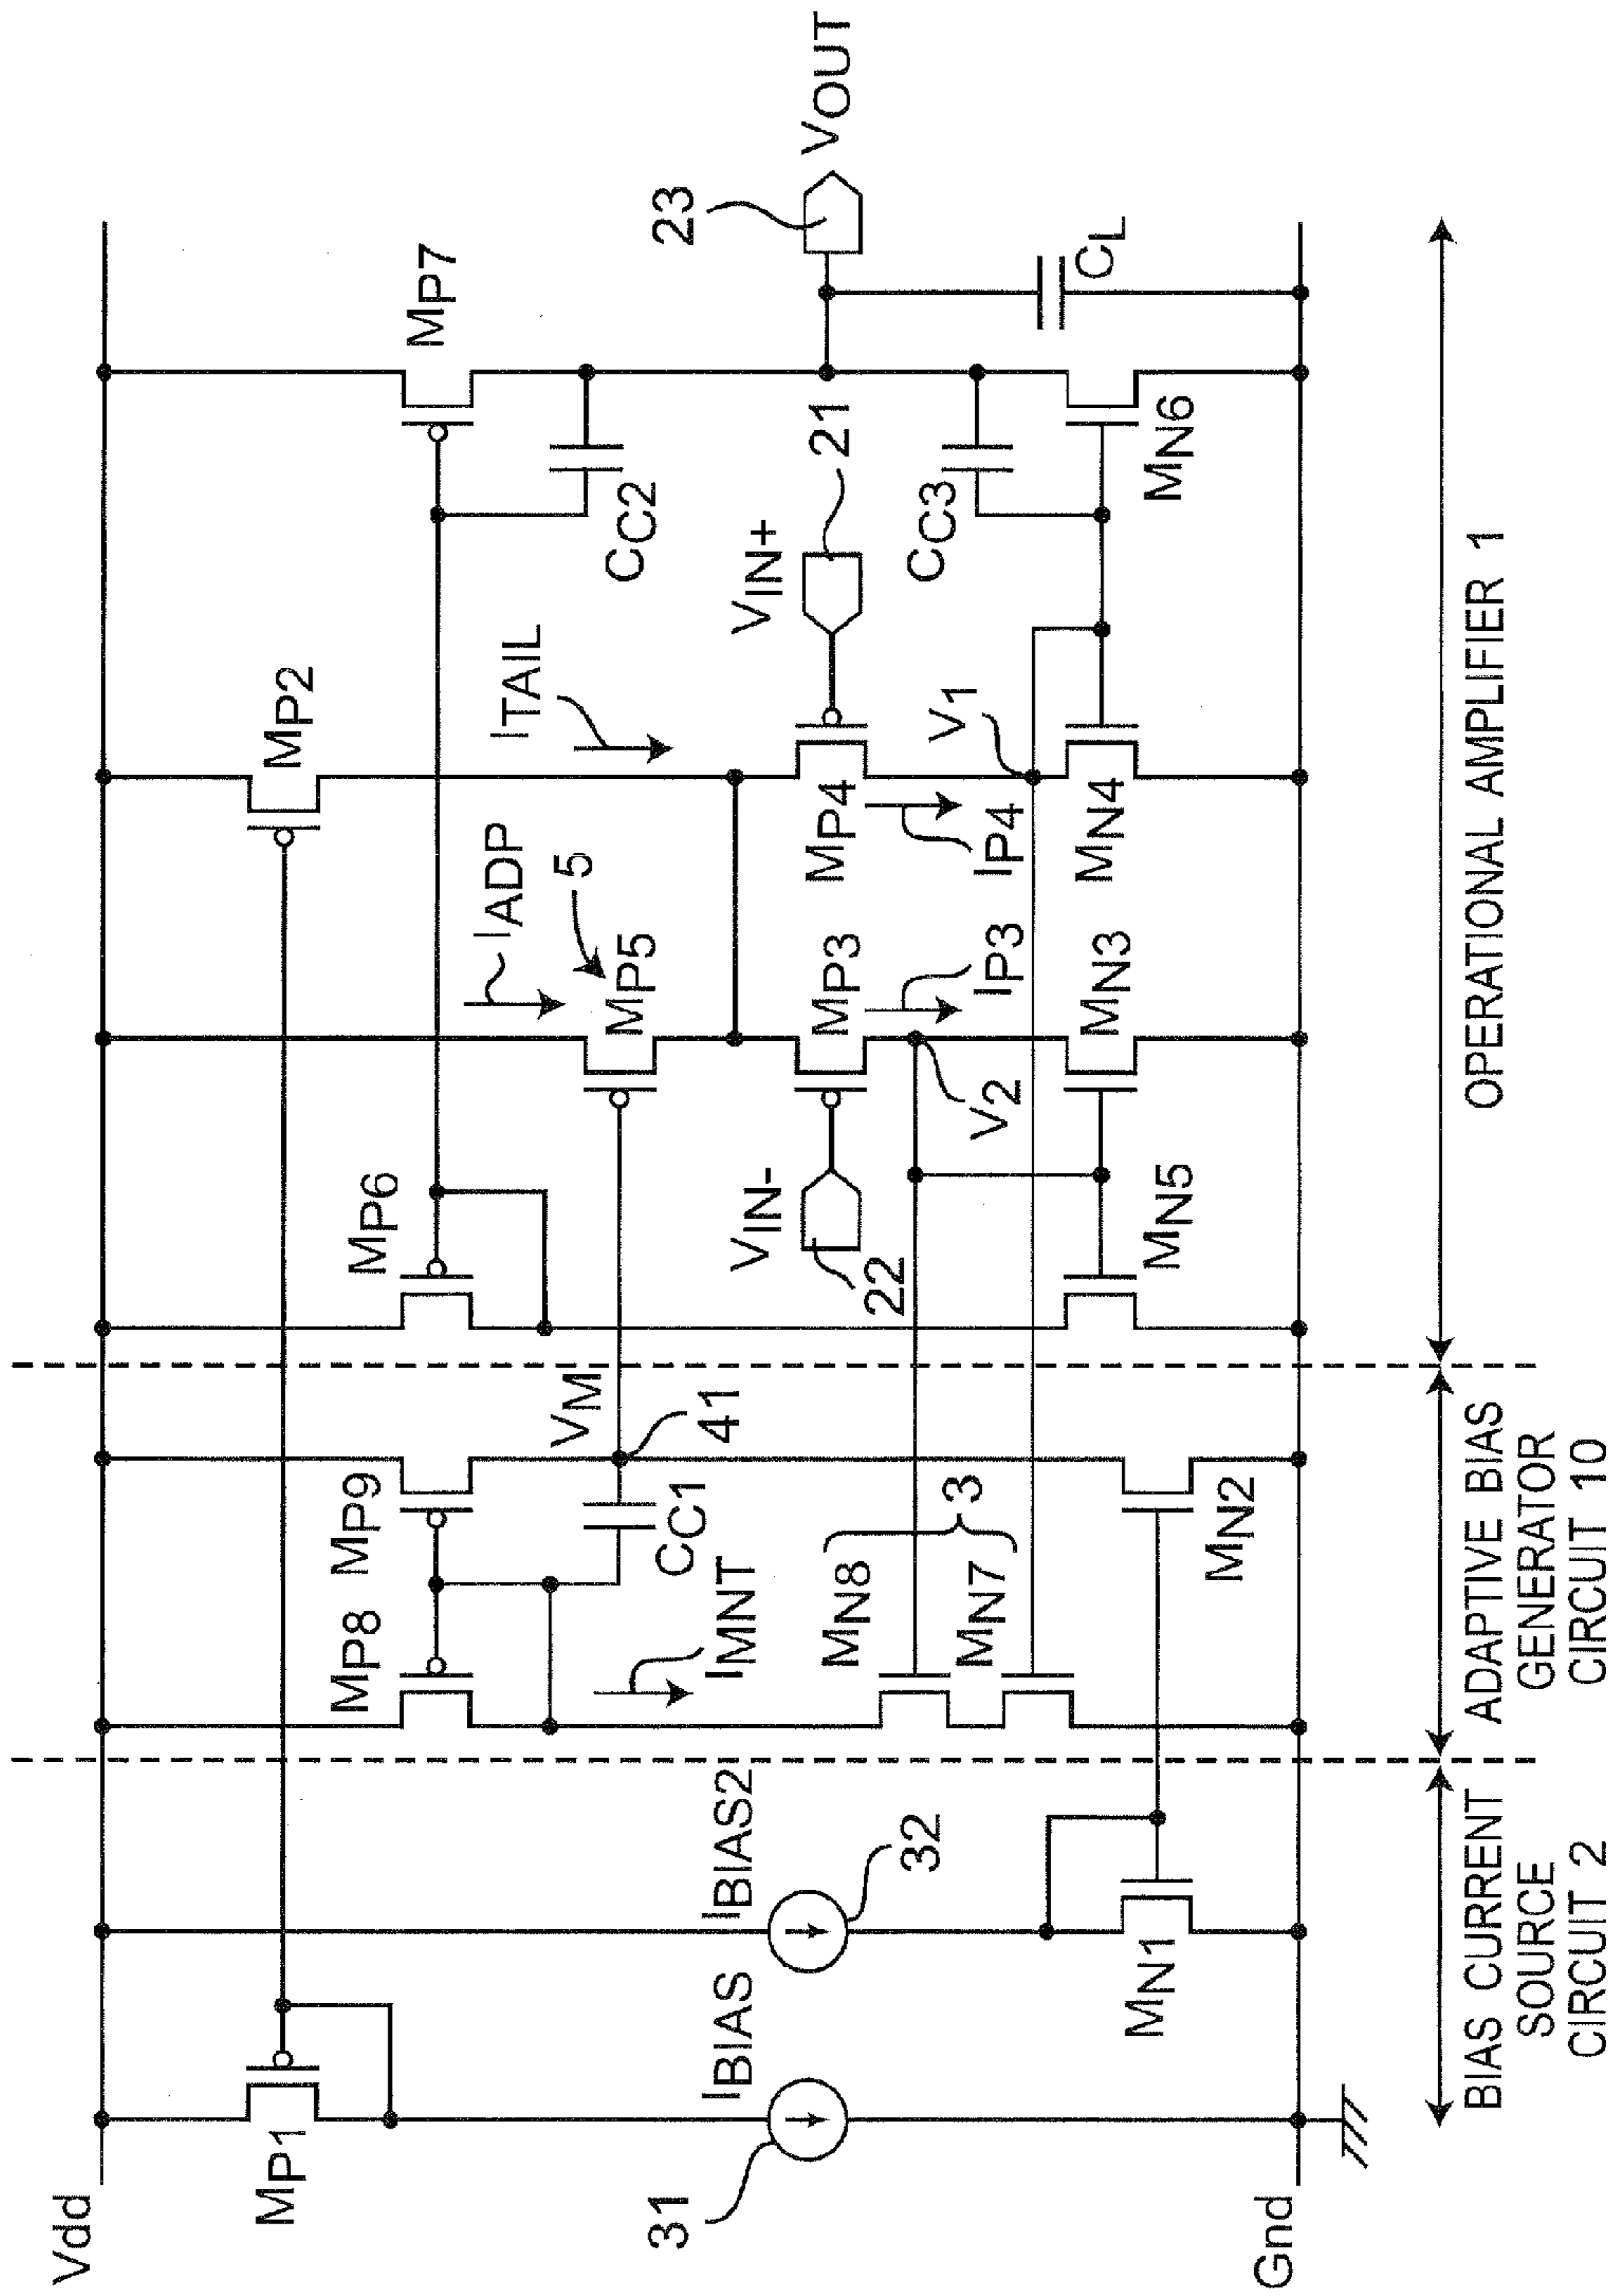 Vdd
MP1
MP2
MP6
MP7
MP8
MP9
IADP
5
ITAIL
MP5
VM
41
CC1
CC2
23
VOUT
IMNT
IBIAS
31
IBIAS2
32
MN8
MN7
3
VIN-
22
MP3
IP3
V2
MP4
IP4
V1
VIN+
21
CC3
CL
MN1
MN2
MN5
MN3
MN4
MN6
Gnd
BIAS CURRENT
SOURCE
CIRCUIT 2
ADAPTIVE BIAS
GENERATOR
CIRCUIT 10
OPERATIONAL AMPLIFIER 1